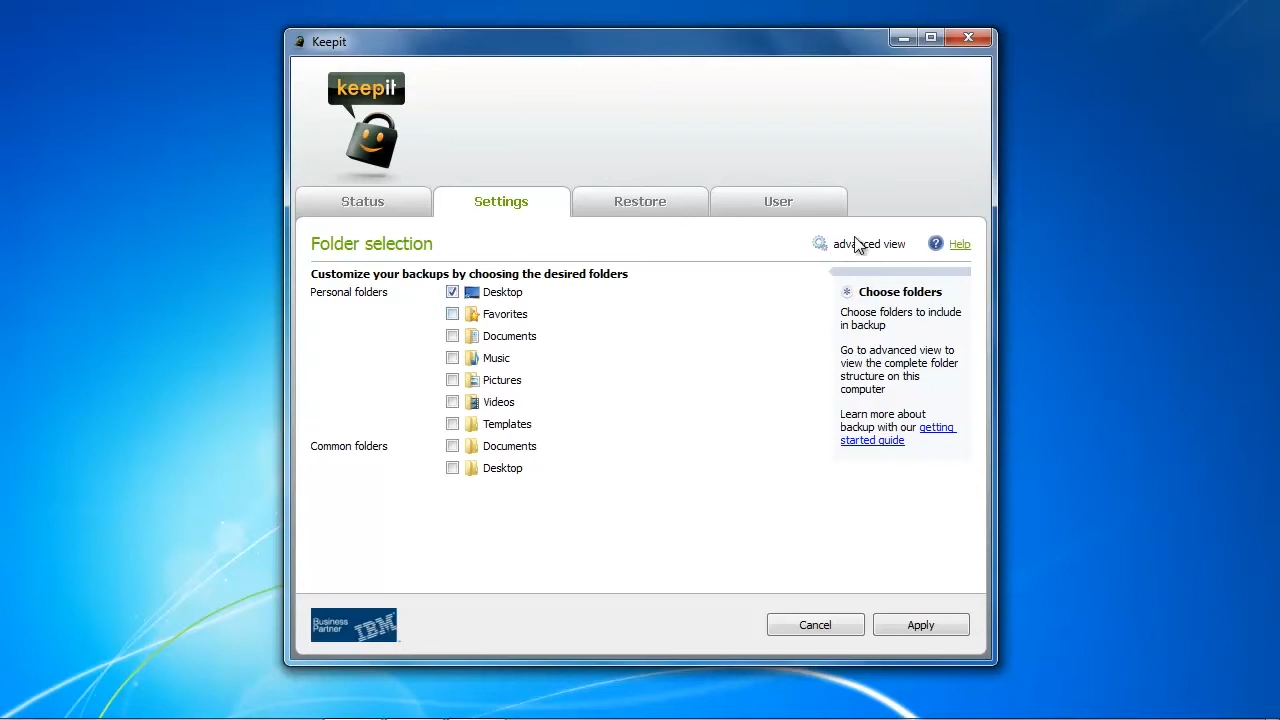 Keepit
keepit
Status
Settings
Restore
User
Folder selection
advanced view
Help
Customize your backups by choosing the desired folders
Personal folders
Desktop
Favorites
Documents
Music
Pictures
Videos
Templates
Common folders
Documents
Desktop
Choose folders
Choose folders to include
in backup
Go to advanced view to
view the complete folder
structure on this
computer
Learn more about
backup with our getting
started guide
Business
Partner
IBM
Cancel
Apply